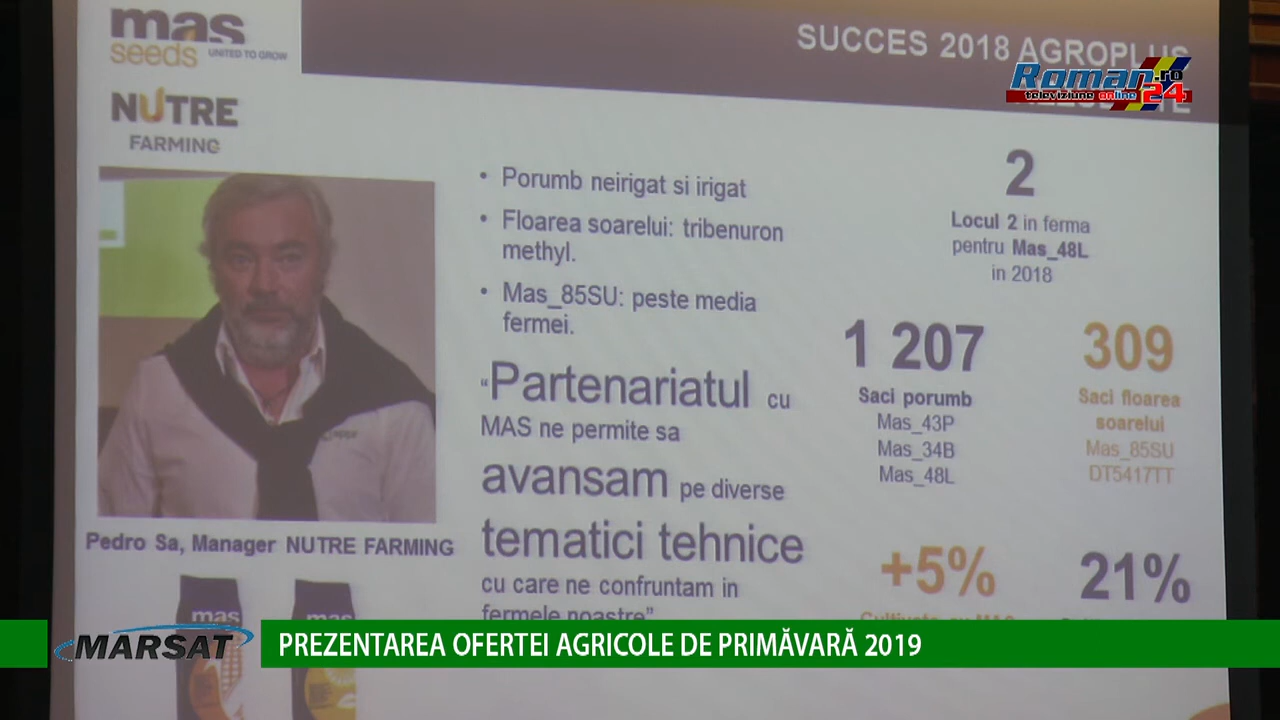 mas
seeds UNITED TO GROW
SUCCES 2018 AGROPLUS
Roman.ro
televiziune online 24
NUTRE
FARMING
• Porumb neirigat si irigat
• Floarea soarelui: tribenuron
methyl.
• Mas_85SU: peste media
fermei.
“Partenariatul cu
MAS ne permite sa
avansam pe diverse
tematici tehnice
cu care ne confruntam in
fermele noastre”
2
Locul 2 in ferma
pentru Mas_48L
in 2018
1 207
Saci porumb
Mas_43P
Mas_34B
Mas_48L
309
Saci floarea
soarelui
Mas_85SU
DT5417TT
+5%
21%
Pedro Sa, Manager NUTRE FARMING
mas
mas
MARSAT
PREZENTAREA OFERTEI AGRICOLE DE PRIMĂVARĂ 2019